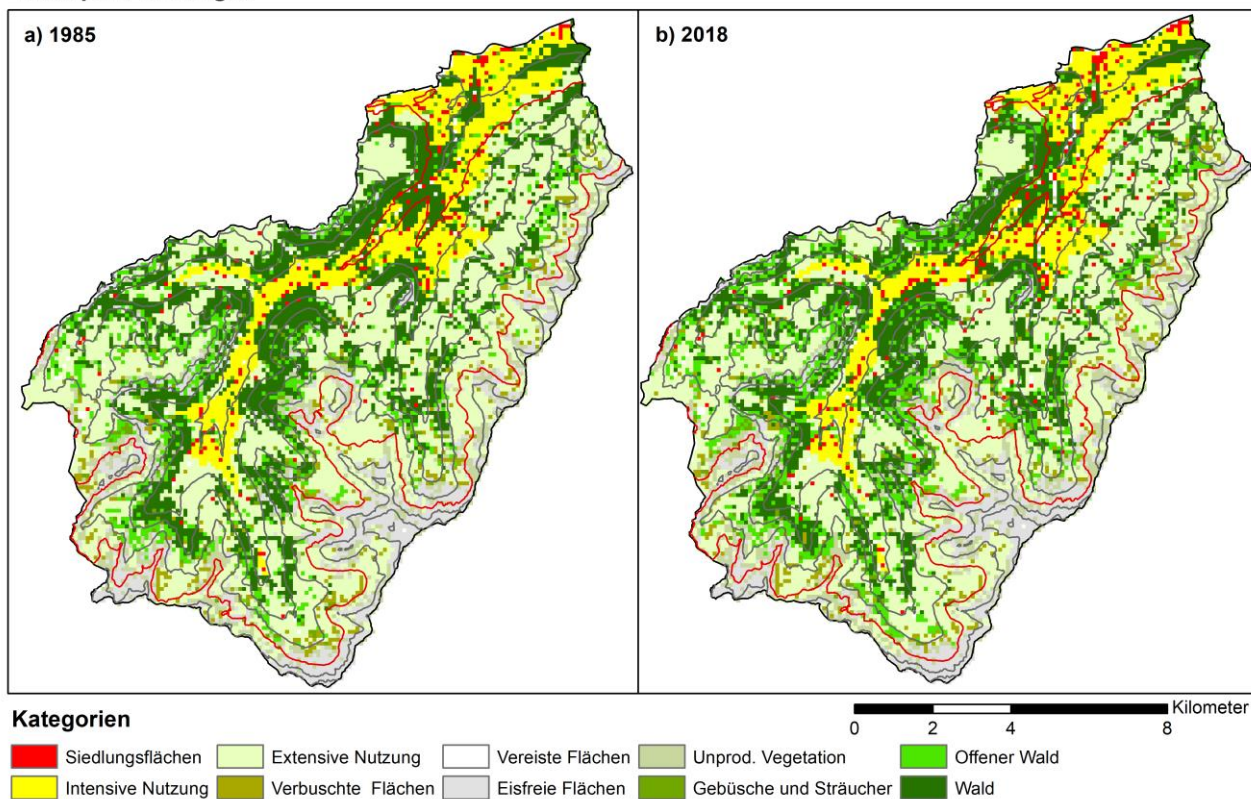 a) 1985
b) 2018
Kategorien
Kilometer
0 2 4 8
Siedlungsflächen
Extensive Nutzung
Vereiste Flächen
Unprod. Vegetation
Offener Wald
Intensive Nutzung
Verbuschte Flächen
Eisfreie Flächen
Gebüsche und Sträucher
Wald